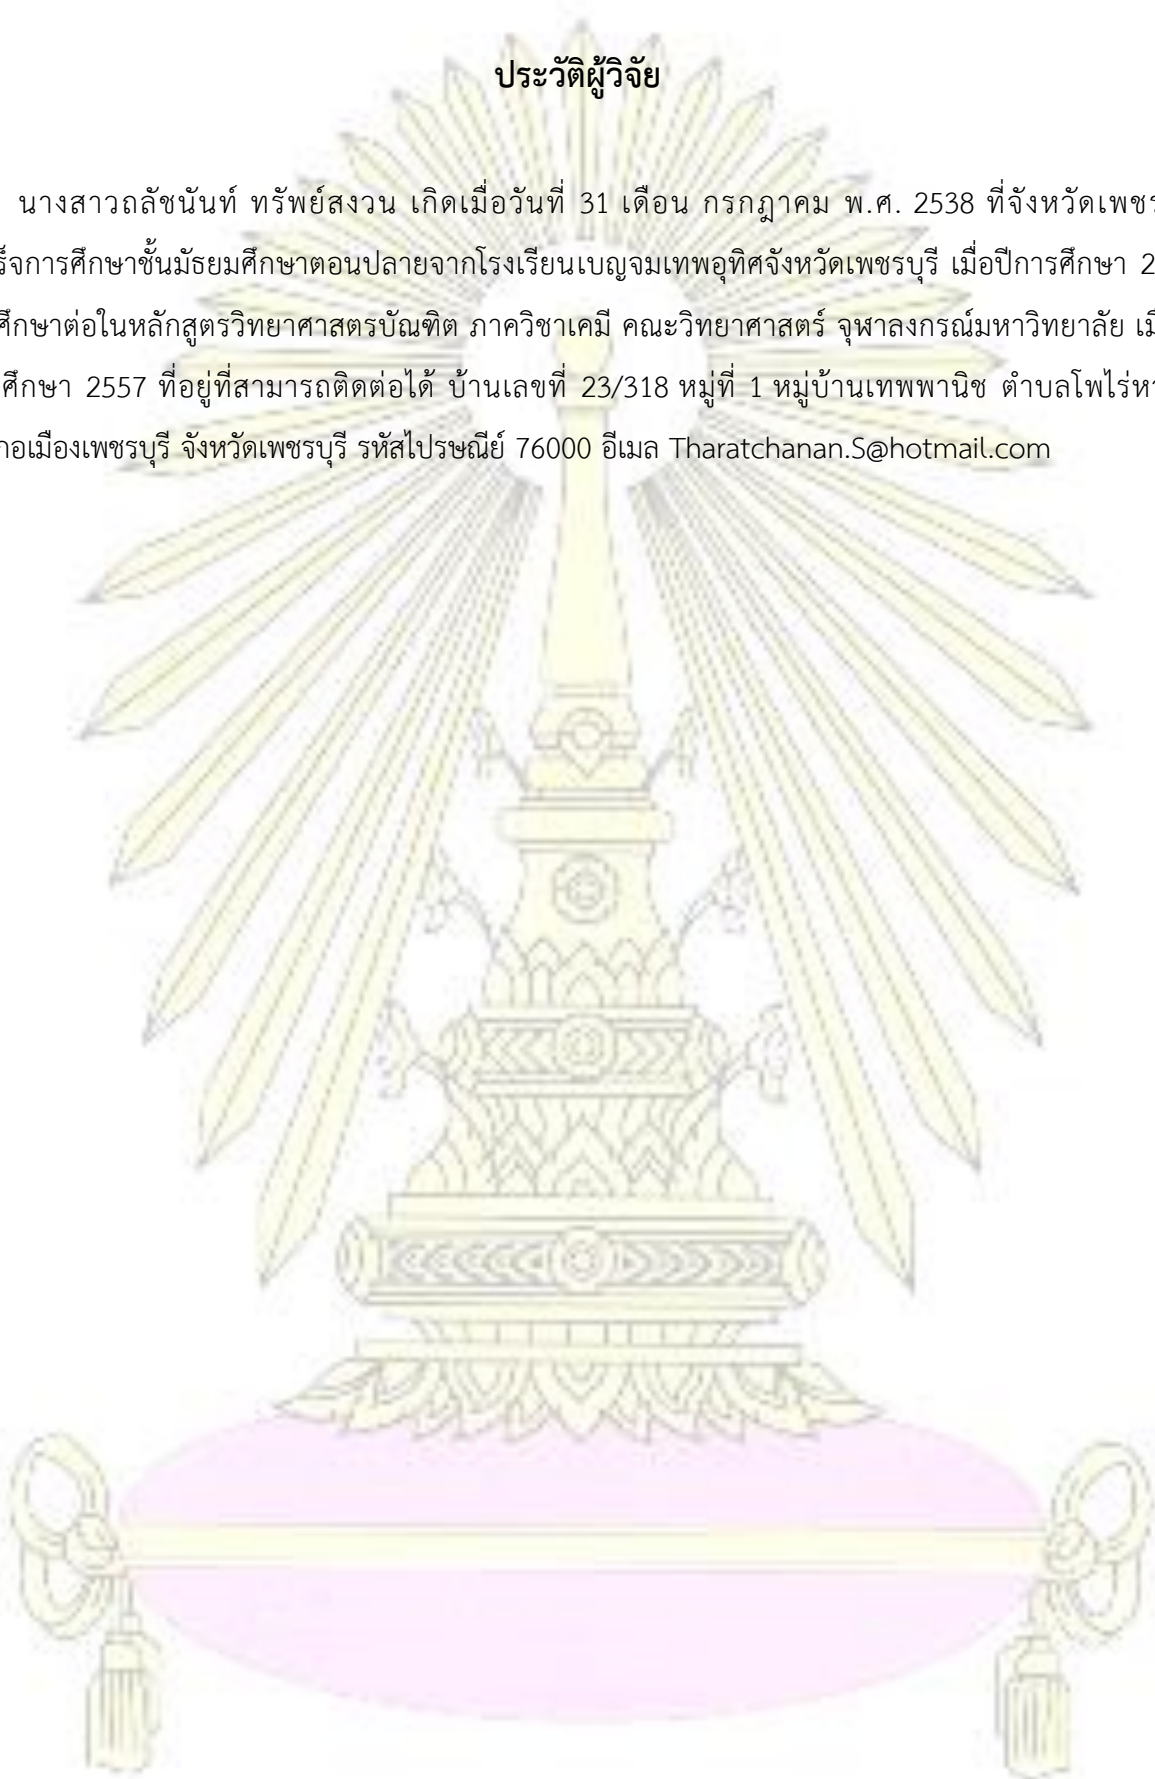 ประวัติผู้วิจัย
นางสาวถลัชนันท์ ทรัพย์สงวน เกิดเมื่อวันที่ 31 เดือน กรกฎาคม พ.ศ. 2538 ที่จังหวัดเพชร
ร็จการศึกษาชั้นมัธยมศึกษาตอนปลายจากโรงเรียนเบญจมเทพอุทิศจังหวัดเพชรบุรี เมื่อปีการศึกษา 2
ศึกษาต่อในหลักสูตรวิทยาศาสตรบัณฑิต ภาควิชาเคมี คณะวิทยาศาสตร์ จุฬาลงกรณ์มหาวิทยาลัย เมื
ศึกษา 2557 ที่อยู่ที่สามารถติดต่อได้ บ้านเลขที่ 23/318 หมู่ที่ 1 หมู่บ้านเทพพานิช ตำบลโพไร่ห
กอเมืองเพชรบุรี จังหวัดเพชรบุรี รหัสไปรษณีย์ 76000 อีเมล Tharatchanan.S@hotmail.com